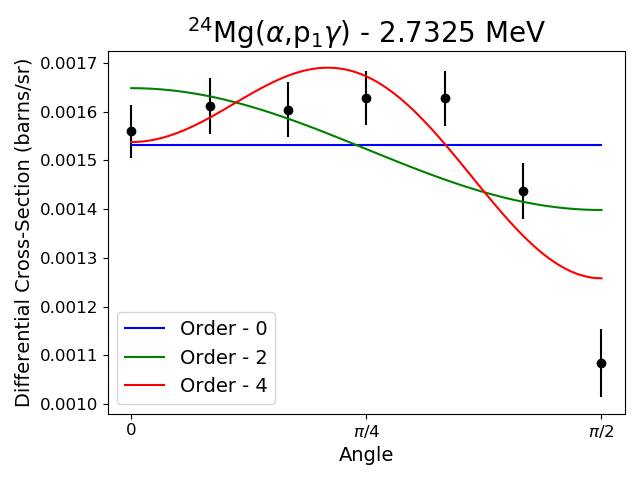 ²⁴Mg(α,p₁γ) - 2.7325 MeV
Differential Cross-Section (barns/sr)
0.0017
0.0016
0.0015
0.0014
0.0013
0.0012
0.0011
0.0010
Order - 0
Order - 2
Order - 4
0
π/4
π/2
Angle